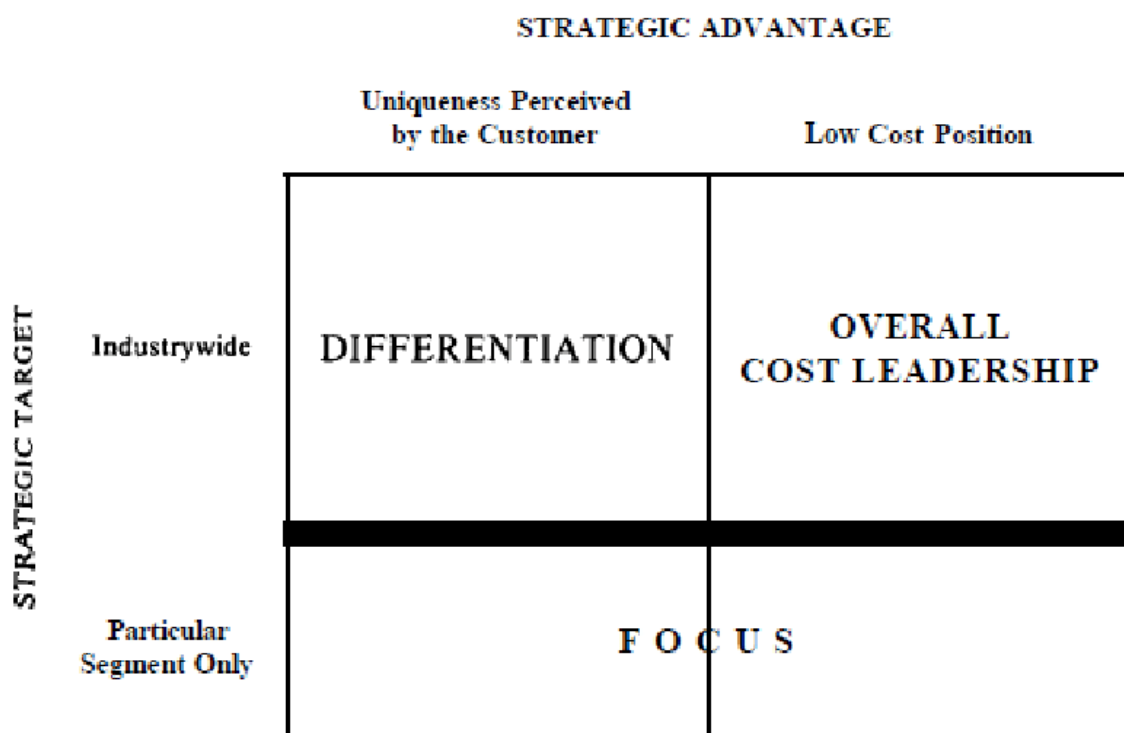 STRATEGIC ADVANTAGE
Uniqueness Perceived
by the Customer
Low Cost Position
STRATEGIC TARGET
Industrywide
DIFFERENTIATION
OVERALL
COST LEADERSHIP
Particular
Segment Only
FOCUS